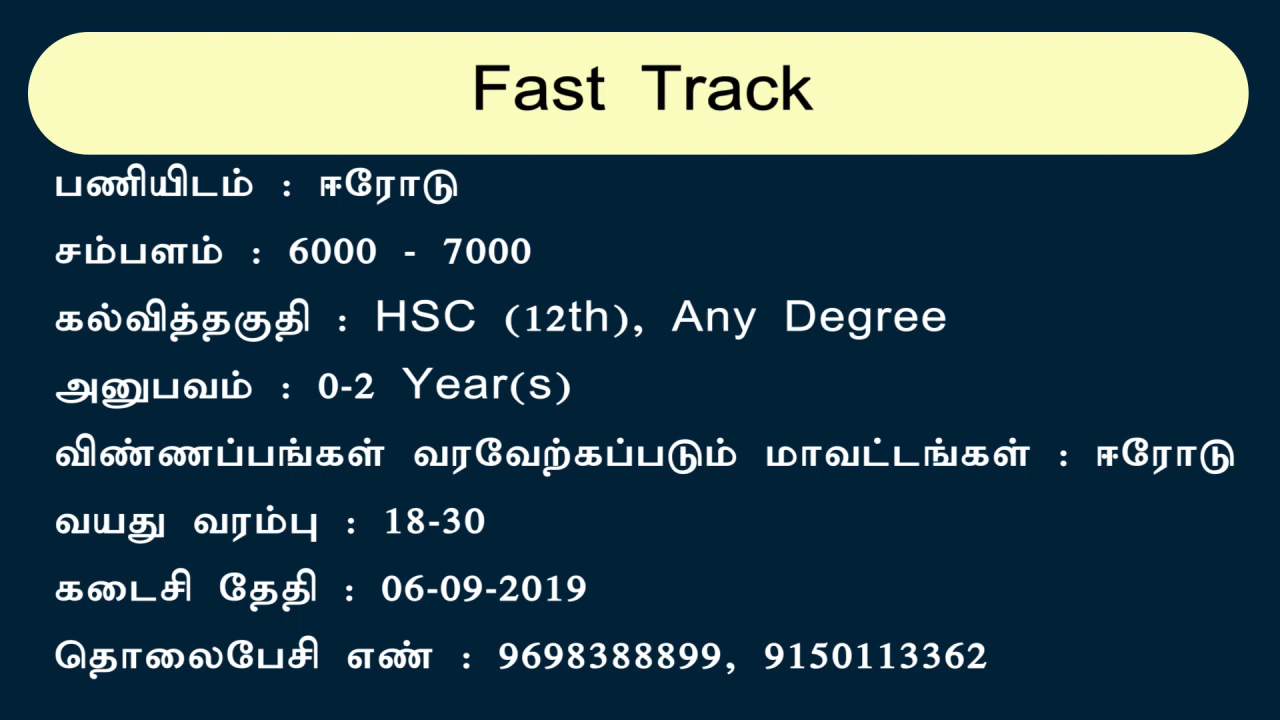 Fast Track
பணியிடம் : ஈரோடு
சம்பளம் : 6000 - 7000
கல்வித்தகுதி : HSC (12th), Any Degree
அனுபவம் : 0-2 Year(s)
விண்ணப்பங்கள் வரவேற்கப்படும் மாவட்டங்கள் : ஈரோடு
வயது வரம்பு : 18-30
கடைசி தேதி : 06-09-2019
தொலைபேசி எண் : 9698388899, 9150113362